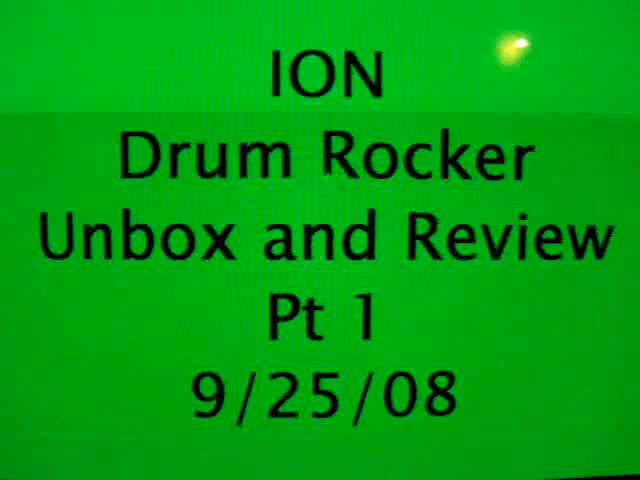 ION
Drum Rocker
Unbox and Review
Pt 1
9/25/08